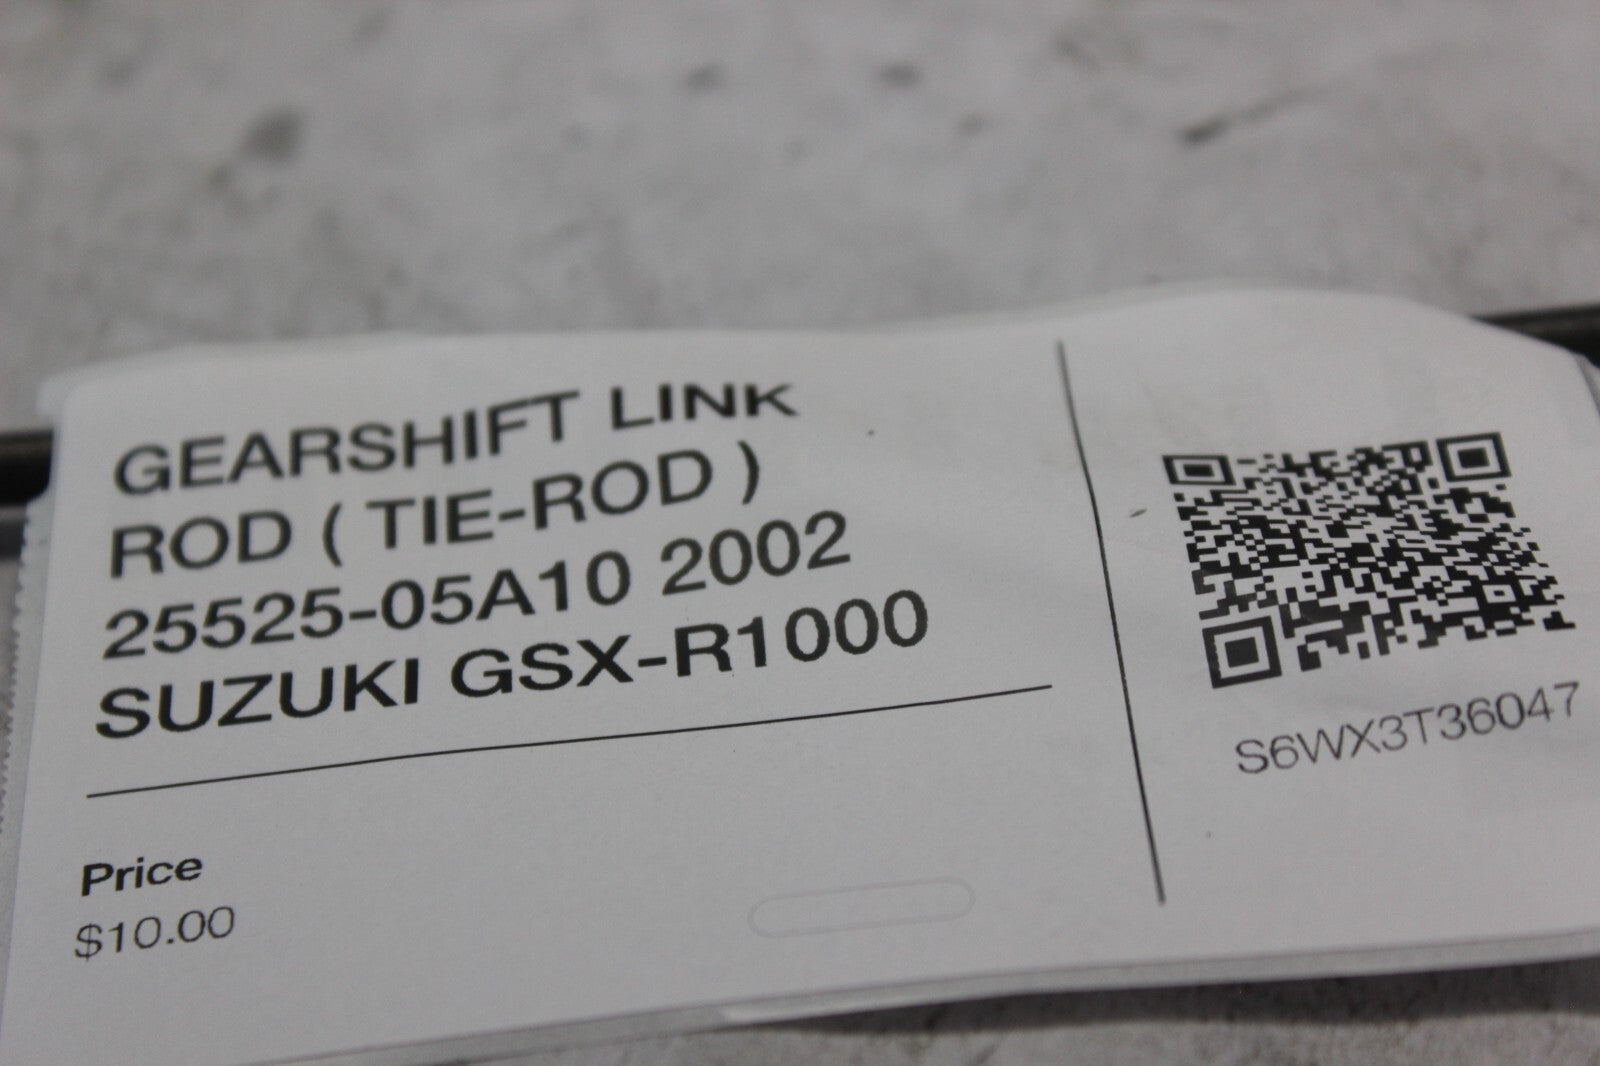 GEARSHIFT LINK
ROD ( TIE-ROD )
25525-05A10 2002
SUZUKI GSX-R1000
Price
$10.00
S6WX3T36047